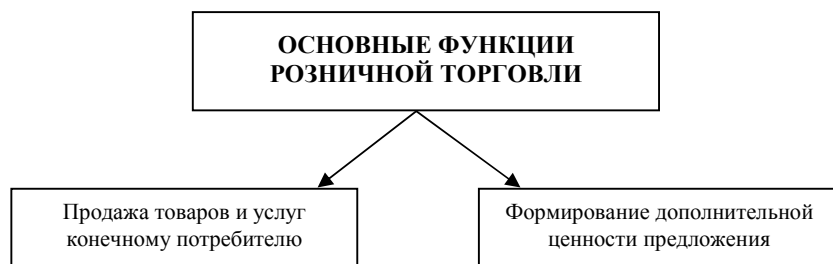 ОСНОВНЫЕ ФУНКЦИИ
РОЗНИЧНОЙ ТОРГОВЛИ
Продажа товаров и услуг
конечному потребителю
Формирование дополнительной
ценности предложения